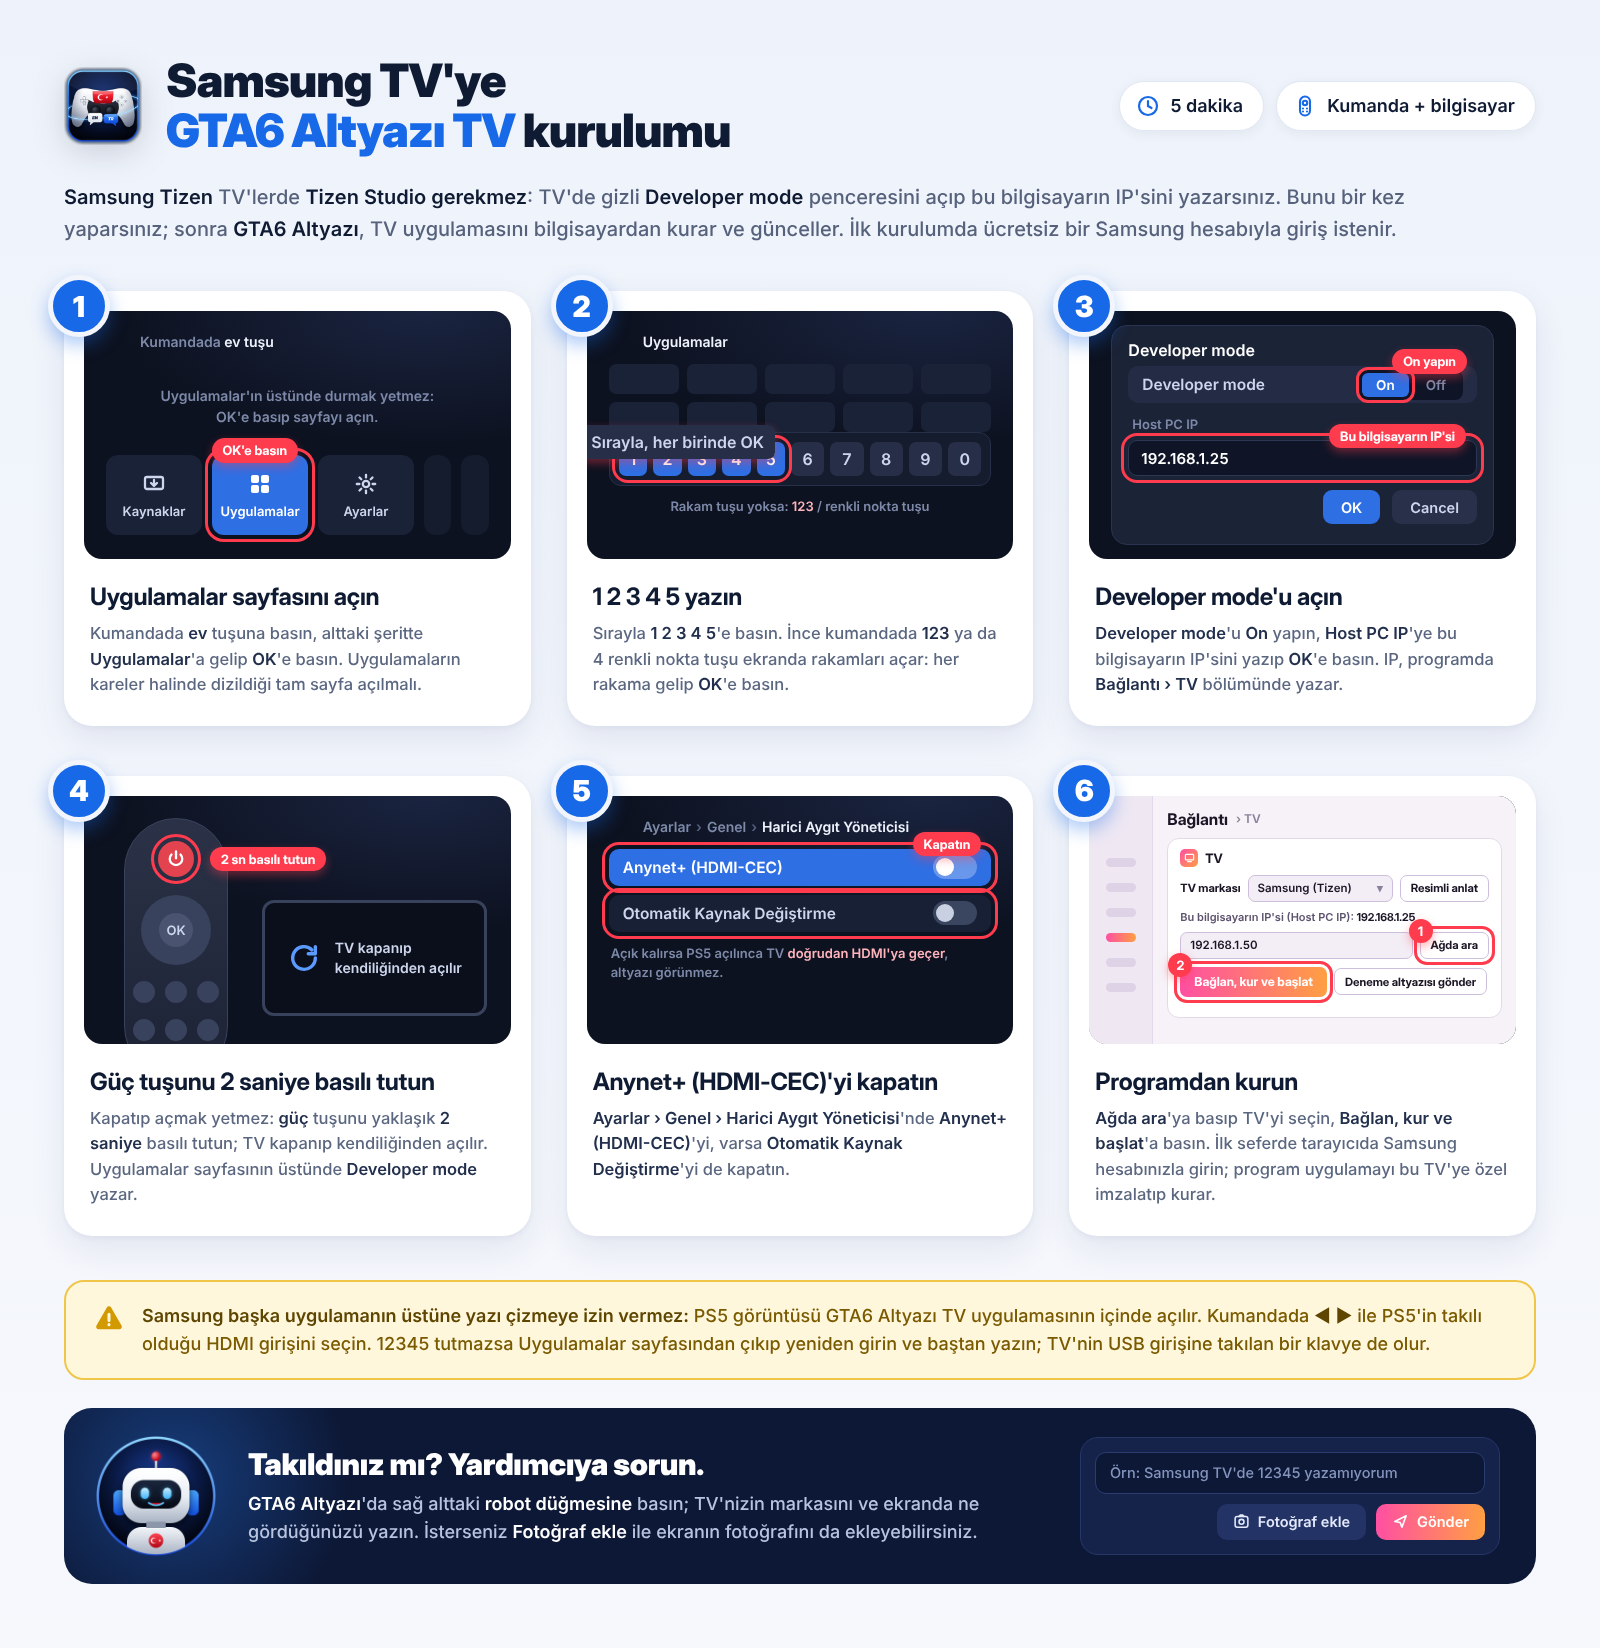 Samsung TV'ye
GTA6 Altyazı TV kurulumu
5 dakika
Kumanda + bilgisayar
Samsung Tizen TV'lerde Tizen Studio gerekmez: TV'de gizli Developer mode penceresini açıp bu bilgisayarın IP'sini yazarsınız. Bunu bir kez
yaparsınız; sonra GTA6 Altyazı, TV uygulamasını bilgisayardan kurar ve günceller. İlk kurulumda ücretsiz bir Samsung hesabıyla giriş istenir.
1
Kumandada ev tuşu
Uygulamalar'ın üstünde durmak yetmez:
OK'e basıp sayfayı açın.
OK'e basın
Kaynaklar
Uygulamalar
Ayarlar
Uygulamalar sayfasını açın
Kumandada ev tuşuna basın, alttaki şeritte
Uygulamalar'a gelip OK'e basın. Uygulamaların
kareler halinde dizildiği tam sayfa açılmalı.
2
Uygulamalar
Sırayla, her birinde OK
1 2 3 4 5 6 7 8 9 0
Rakam tuşu yoksa: 123 / renkli nokta tuşu
1 2 3 4 5 yazın
Sırayla 1 2 3 4 5'e basın. İnce kumandada 123 ya da
4 renkli nokta tuşu ekranda rakamları açar: her
rakama gelip OK'e basın.
3
Developer mode
On yapın
Developer mode
On
Off
Host PC IP
Bu bilgisayarın IP'si
192.168.1.25
OK
Cancel
Developer mode'u açın
Developer mode'u On yapın, Host PC IP'ye bu
bilgisayarın IP'sini yazıp OK'e basın. IP, programda
Bağlantı › TV bölümünde yazar.
4
2 sn basılı tutun
OK
TV kapanıp
kendiliğinden açılır
Güç tuşunu 2 saniye basılı tutun
Kapatıp açmak yetmez: güç tuşunu yaklaşık 2
saniye basılı tutun; TV kapanıp kendiliğinden açılır.
Uygulamalar sayfasının üstünde Developer mode
yazar.
5
Ayarlar › Genel › Harici Aygıt Yöneticisi
Kapatın
Anynet+ (HDMI-CEC)
Otomatik Kaynak Değiştirme
Açık kalırsa PS5 açılınca TV doğrudan HDMI'ya geçer,
altyazı görünmez.
Anynet+ (HDMI-CEC)'yi kapatın
Ayarlar › Genel › Harici Aygıt Yöneticisi'nde Anynet+
(HDMI-CEC)'yi, varsa Otomatik Kaynak
Değiştirme'yi de kapatın.
6
Bağlantı › TV
TV
TV markası
Samsung (Tizen)
Resimli anlat
Bu bilgisayarın IP'si (Host PC IP): 192.168.1.25
1
192.168.1.50
Ağda ara
2
Bağlan, kur ve başlat
Deneme altyazısı gönder
Programdan kurun
Ağda ara'ya basıp TV'yi seçin, Bağlan, kur ve
başlat'a basın. İlk seferde tarayıcıda Samsung
hesabınızla girin; program uygulamayı bu TV'ye özel
imzalatıp kurar.
Samsung başka uygulamanın üstüne yazı çizmeye izin vermez: PS5 görüntüsü GTA6 Altyazı TV uygulamasının içinde açılır. Kumandada ◀ ▶ ile PS5'in takılı
olduğu HDMI girişini seçin. 12345 tutmazsa Uygulamalar sayfasından çıkıp yeniden girin ve baştan yazın; TV'nin USB girişine takılan bir klavye de olur.
Takıldınız mı? Yardımcıya sorun.
GTA6 Altyazı'da sağ alttaki robot düğmesine basın; TV'nizin markasını ve ekranda ne
gördüğünüzü yazın. İsterseniz Fotoğraf ekle ile ekranın fotoğrafını da ekleyebilirsiniz.
Örn: Samsung TV'de 12345 yazamıyorum
Fotoğraf ekle
Gönder